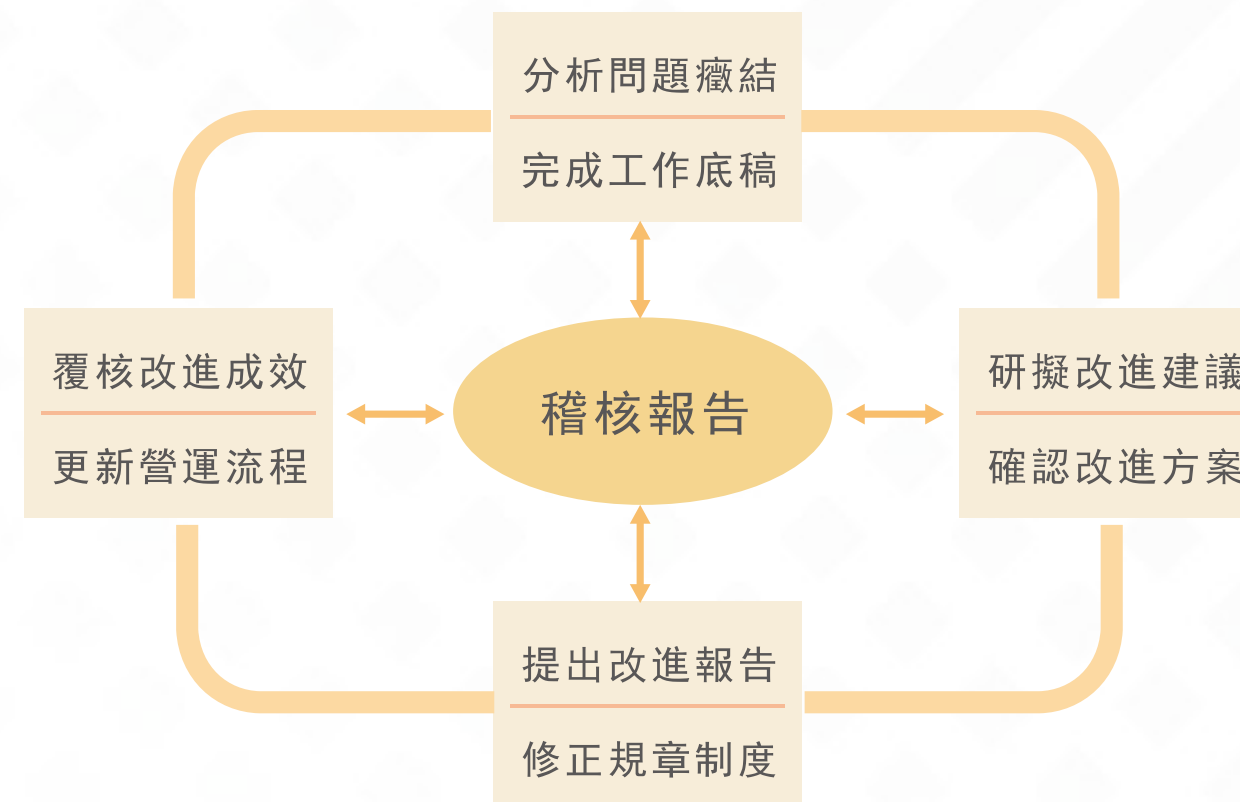 分析問題癥結
完成工作底稿
覆核改進成效
更新營運流程
稽核報告
研擬改進建議
確認改進方案
提出改進報告
修正規章制度